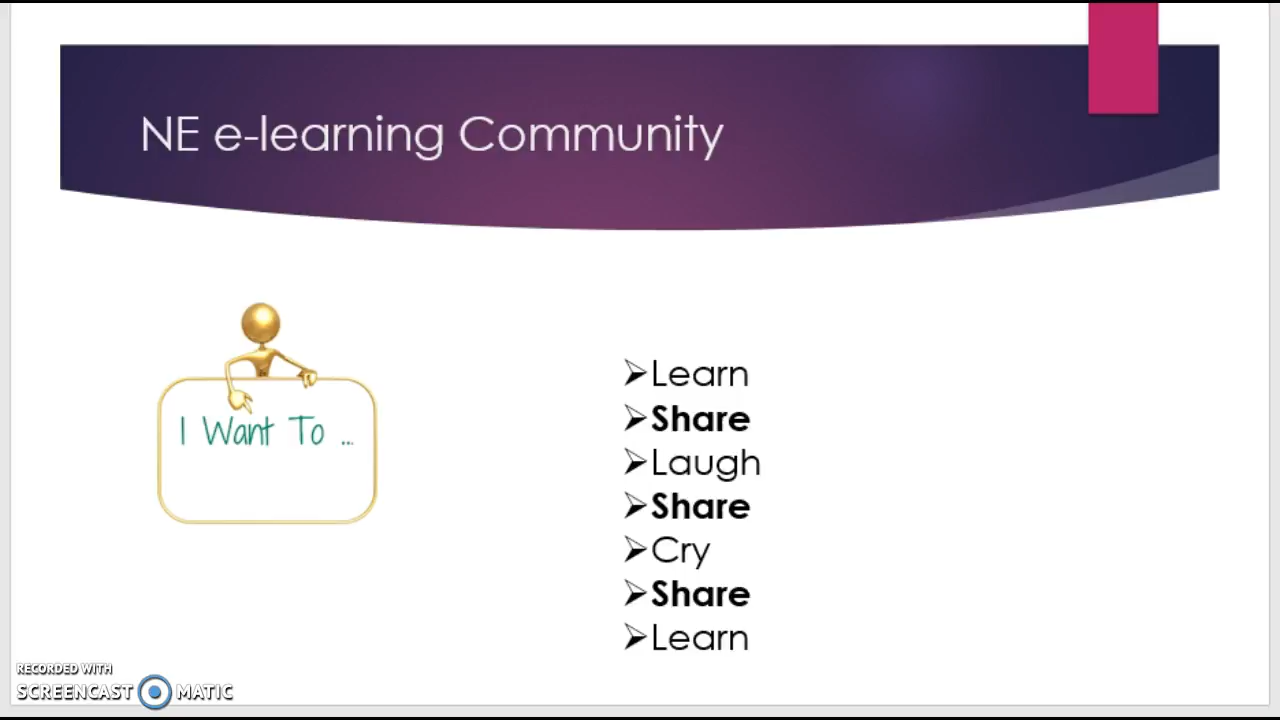 NE e-learning Community
I Want To ...
➢Learn
➢Share
➢Laugh
➢Share
➢Cry
➢Share
➢Learn
RECORDED WITH
SCREENCAST MATIC